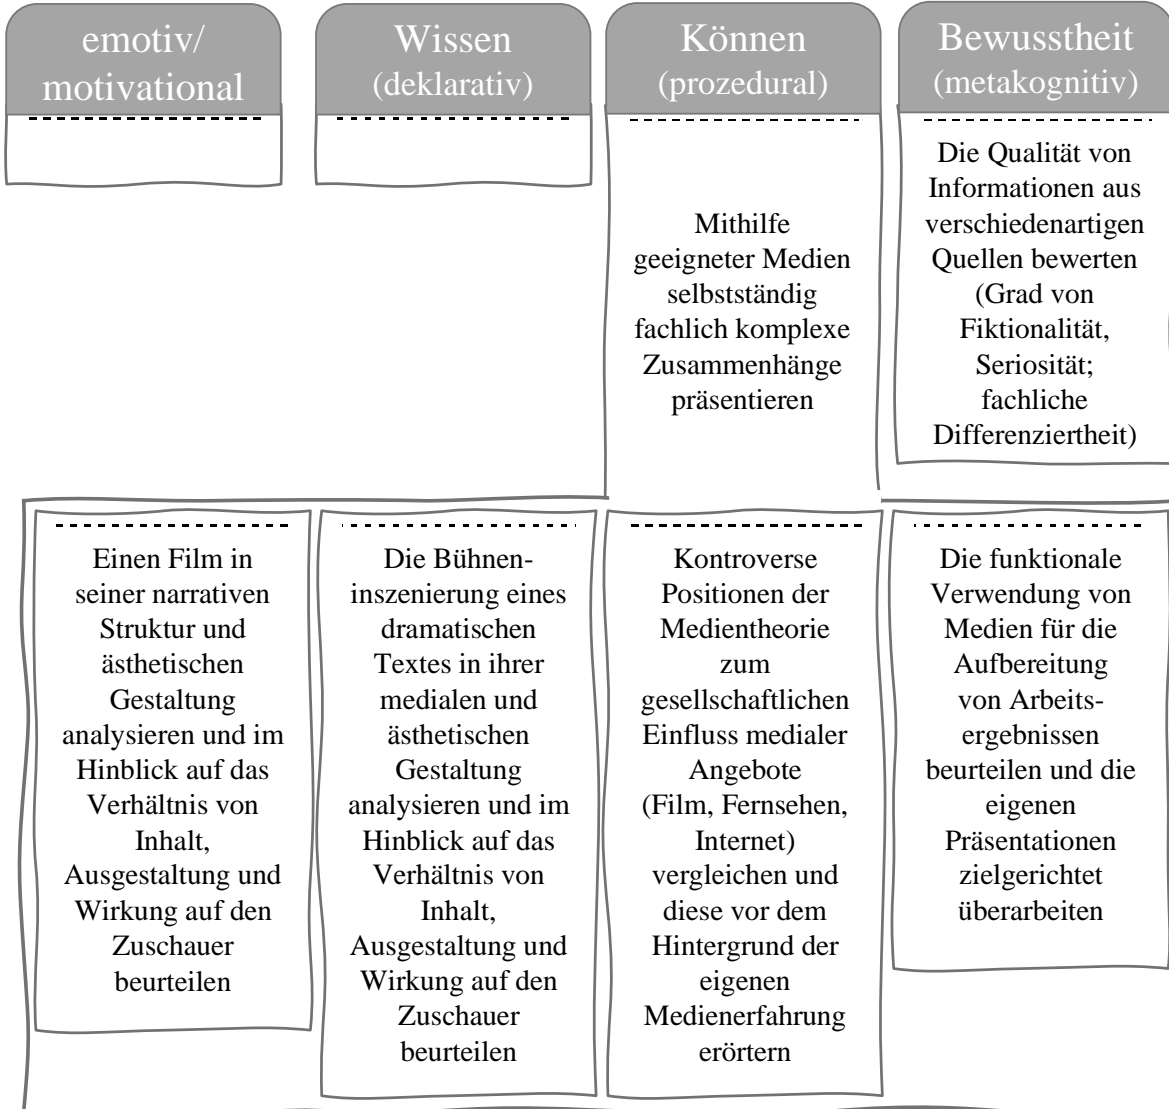 emotiv/
motivational
Wissen
(deklarativ)
Können
(prozedural)
Bewusstheit
(metakognitiv)
Mithilfe
geeigneter Medien
selbstständig
fachlich komplexe
Zusammenhänge
präsentieren
Die Qualität von
Informationen aus
verschiedenartigen
Quellen bewerten
(Grad von
Fiktionalität,
Seriosität;
fachliche
Differenziertheit)
Einen Film in
seiner narrativen
Struktur und
ästhetischen
Gestaltung
analysieren und im
Hinblick auf das
Verhältnis von
Inhalt,
Ausgestaltung und
Wirkung auf den
Zuschauer
beurteilen
Die Bühnen-
inszenierung eines
dramatischen
Textes in ihrer
medialen und
ästhetischen
Gestaltung
analysieren und im
Hinblick auf das
Verhältnis von
Inhalt,
Ausgestaltung und
Wirkung auf den
Zuschauer
beurteilen
Kontroverse
Positionen der
Medientheorie
zum
gesellschaftlichen
Einfluss medialer
Angebote
(Film, Fernsehen,
Internet)
vergleichen und
diese vor dem
Hintergrund der
eigenen
Medienerfahrung
erörtern
Die funktionale
Verwendung von
Medien für die
Aufbereitung
von Arbeits-
ergebnissen
beurteilen und die
eigenen
Präsentationen
zielgerichtet
überarbeiten